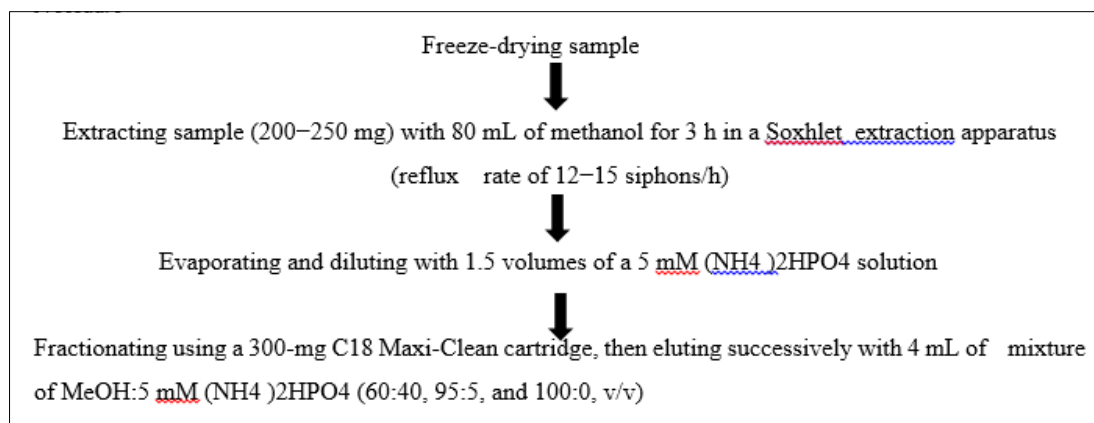 Freeze-drying sample
Extracting sample (200−250 mg) with 80 mL of methanol for 3 h in a Soxhlet extraction apparatus
(reflux rate of 12−15 siphons/h)
Evaporating and diluting with 1.5 volumes of a 5 mM (NH4 )2HPO4 solution
Fractionating using a 300-mg C18 Maxi-Clean cartridge, then eluting successively with 4 mL of mixture
of MeOH:5 mM (NH4 )2HPO4 (60:40, 95:5, and 100:0, v/v)